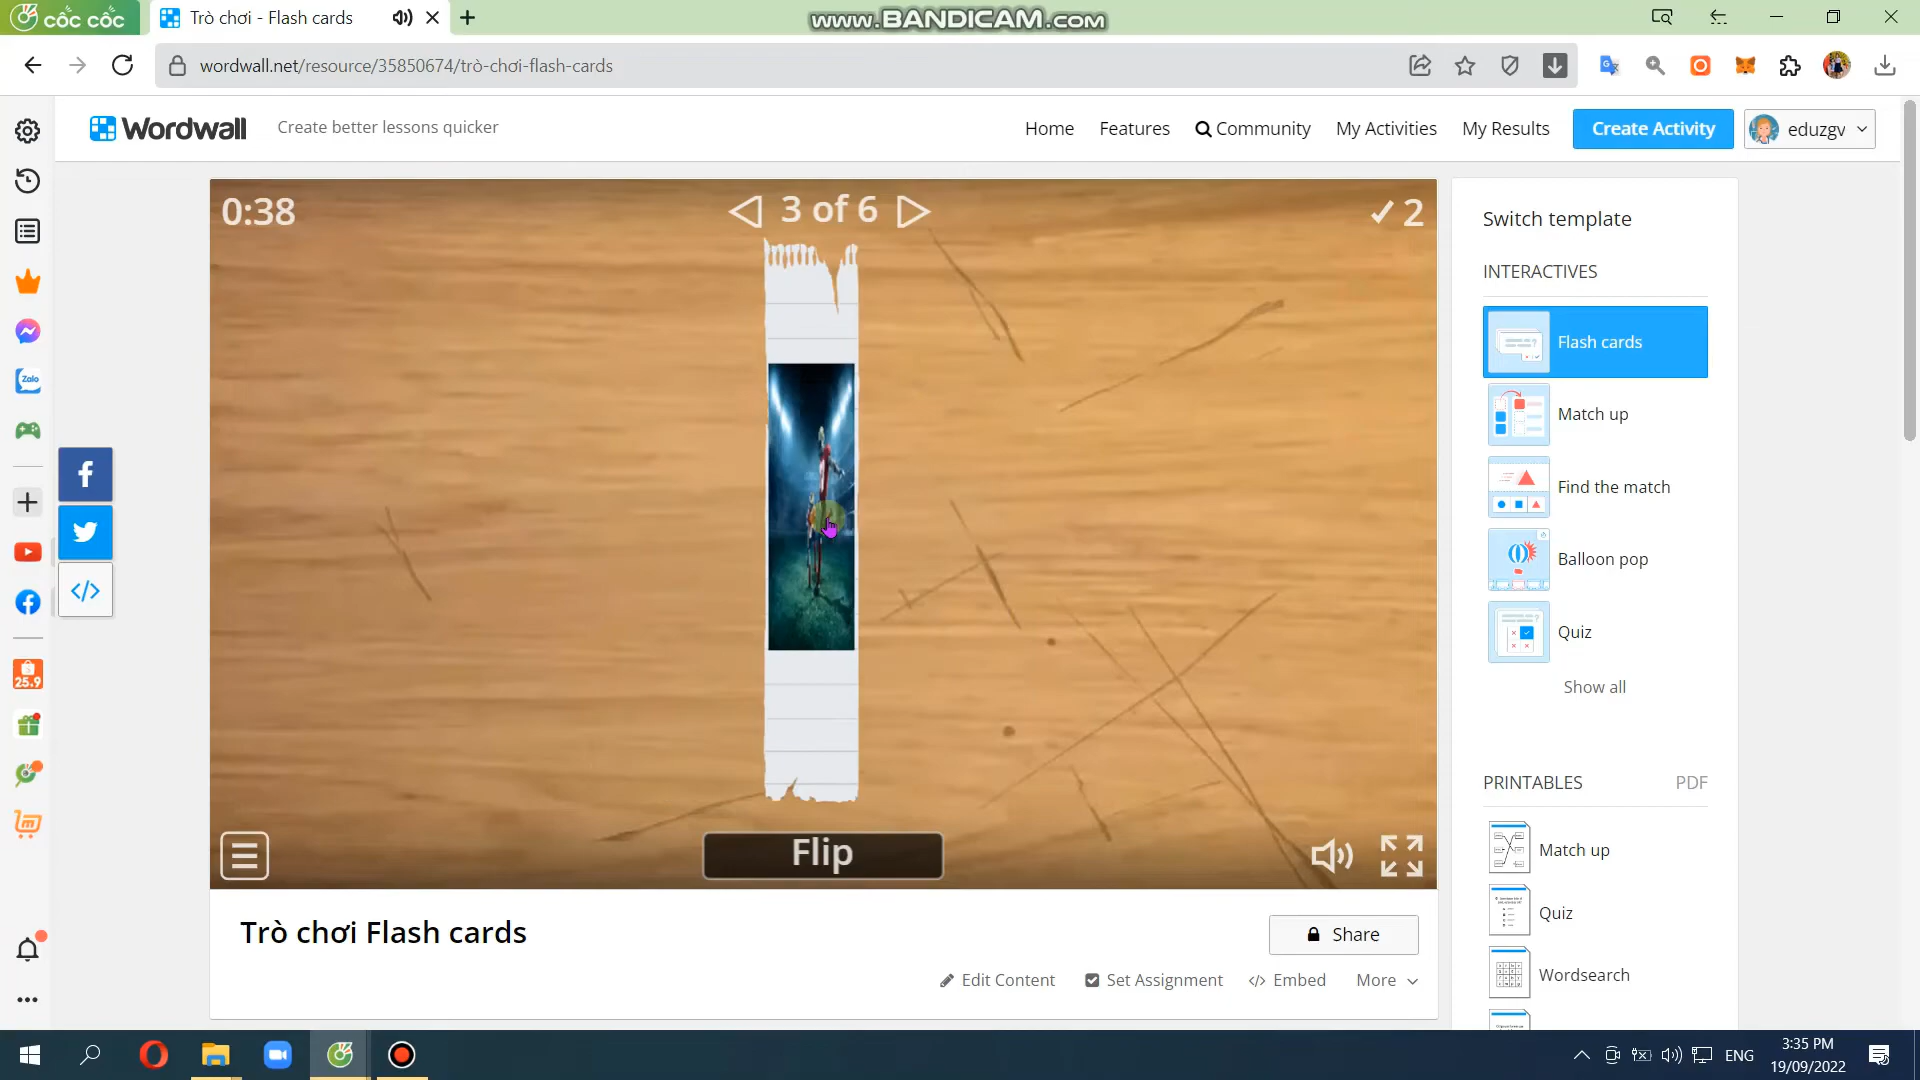 cốc cốc
Trò chơi - Flash cards
www.BANDICAM.com
wordwall.net/resource/35850674/trò-chơi-flash-cards
Wordwall
Create better lessons quicker
Home
Features
Community
My Activities
My Results
Create Activity
eduzgv
0:38
3 of 6
2
Flip
Switch template
INTERACTIVES
Flash cards
Match up
Find the match
Balloon pop
Quiz
Show all
PRINTABLES
PDF
Match up
Quiz
Wordsearch
Zalo
25.9
Trò chơi Flash cards
Share
Edit Content
Set Assignment
Embed
More
ENG
3:35 PM
19/09/2022